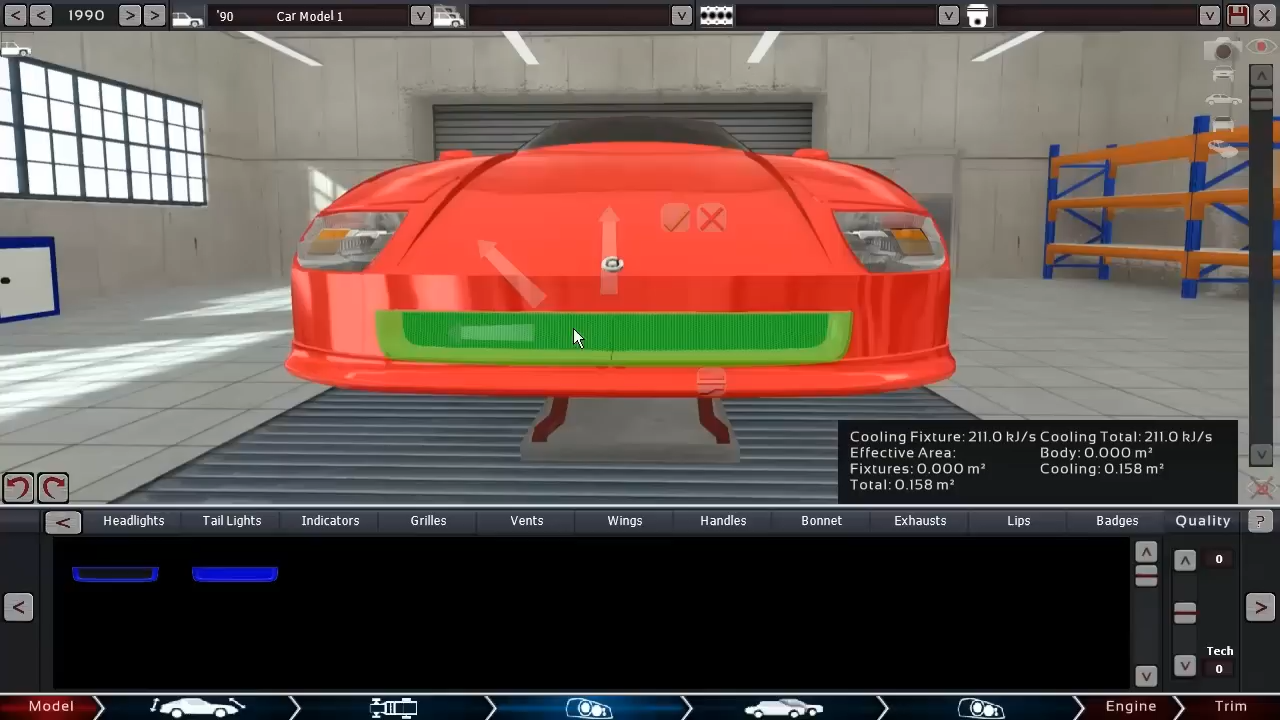 1990 '90 Car Model 1
Cooling Fixture: 211.0 kJ/s Cooling Total: 211.0 kJ/s
Effective Area: Body: 0.000 m²
Fixtures: 0.000 m² Cooling: 0.158 m²
Total: 0.158 m²
Headlights Tail Lights Indicators Grilles Vents Wings Handles Bonnet Exhausts Lips Badges Quality ?
0
Tech
0
Model Engine Trim